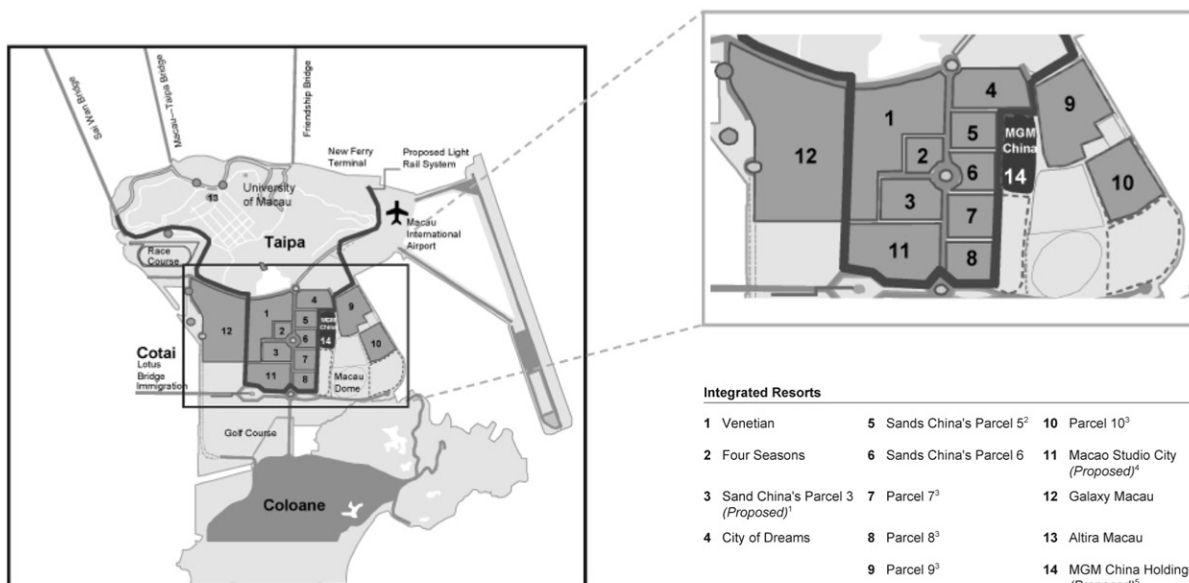 Sai Wan Bridge
Macau–Taipa Bridge
Friendship Bridge
New Ferry
Terminal
Proposed Light
Rail System
University
of Macau
13
Taipa
Macau
International
Airport
Race
Course
12
1
2
3
4
5
6
7
8
9
10
11
MGM
China
14
Cotai
Lotus
Bridge
Immigration
Macau
Dome
Golf Course
Coloane
12
1
2
3
4
5
6
7
8
9
10
11
MGM
China
14
Integrated Resorts
1 Venetian
2 Four Seasons
3 Sand China's Parcel 3
(Proposed)¹
4 City of Dreams
5 Sands China's Parcel 5²
6 Sands China's Parcel 6
7 Parcel 7³
8 Parcel 8³
9 Parcel 9³
10 Parcel 10³
11 Macao Studio City
(Proposed)⁴
12 Galaxy Macau
13 Altira Macau
14 MGM China Holding
(Proposed)⁵